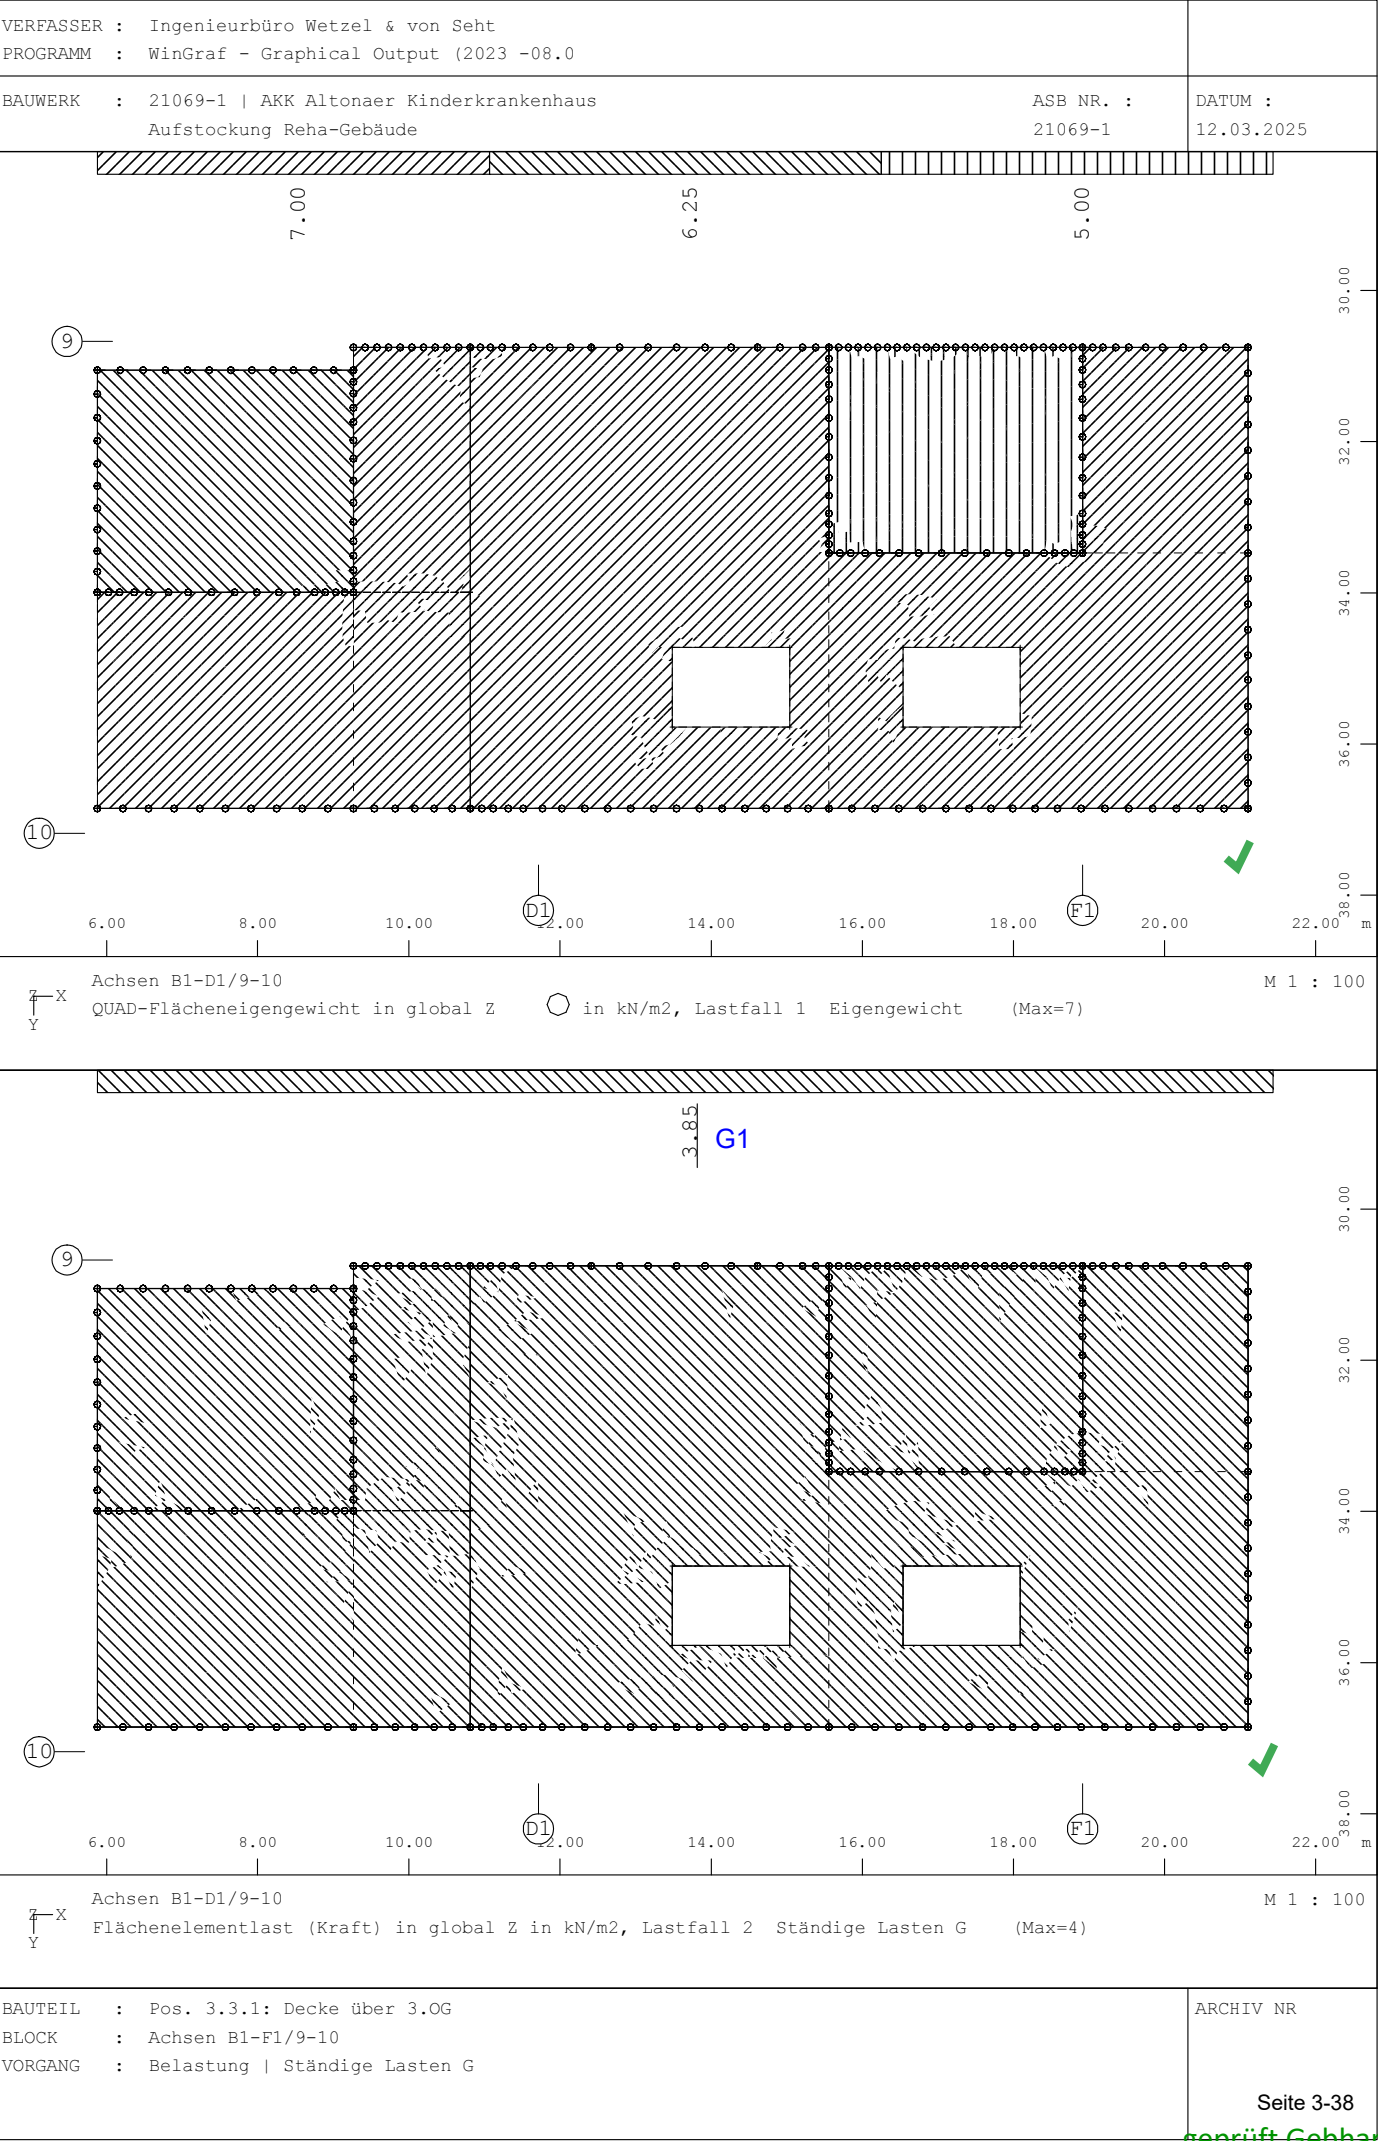 VERFASSER : Ingenieurbüro Wetzel & von Seht
PROGRAMM : WinGraf - Graphical Output (2023 -08.0
BAUWERK : 21069-1 | AKK Altonaer Kinderkrankenhaus
Aufstockung Reha-Gebäude
ASB NR. :
21069-1
DATUM :
12.03.2025
7.00
6.25
5.00
30.00
32.00
34.00
36.00
38.00
9
10
D1
F1
6.00 8.00 10.00 12.00 14.00 16.00 18.00 20.00 22.00 m
Z X
Y
Achsen B1-D1/9-10
M 1 : 100
QUAD-Flächeneigengewicht in global Z in kN/m2, Lastfall 1 Eigengewicht (Max=7)
3.85
G1
30.00
32.00
34.00
36.00
38.00
9
10
D1
F1
6.00 8.00 10.00 12.00 14.00 16.00 18.00 20.00 22.00 m
Z X
Y
Achsen B1-D1/9-10
M 1 : 100
Flächenelementlast (Kraft) in global Z in kN/m2, Lastfall 2 Ständige Lasten G (Max=4)
BAUTEIL : Pos. 3.3.1: Decke über 3.OG
BLOCK : Achsen B1-F1/9-10
VORGANG : Belastung | Ständige Lasten G
ARCHIV NR
Seite 3-38
geprüft